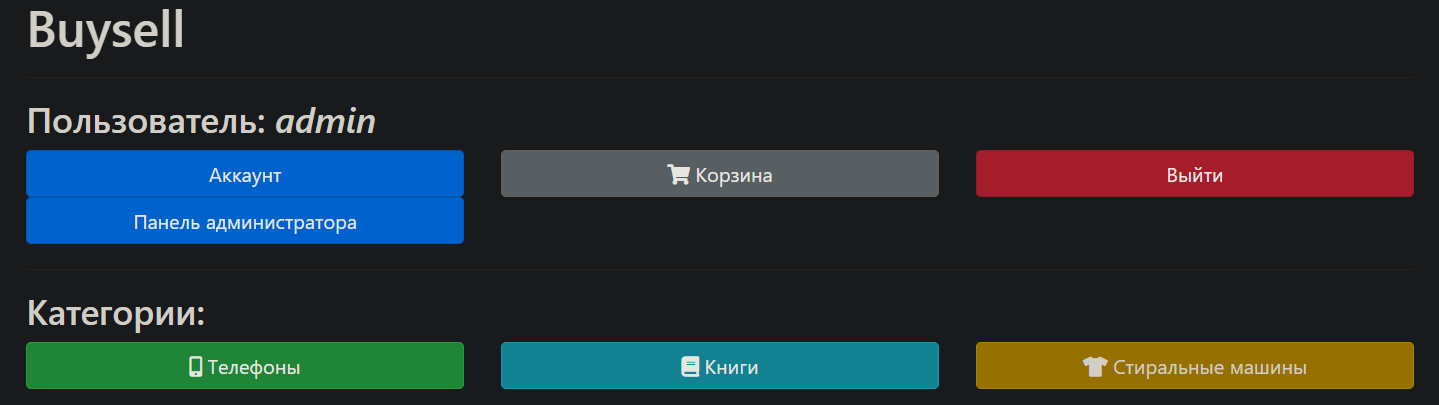 Buysell
Пользователь: admin
Аккаунт
Корзина
Выйти
Панель администратора
Категории:
Телефоны
Книги
Стиральные машины